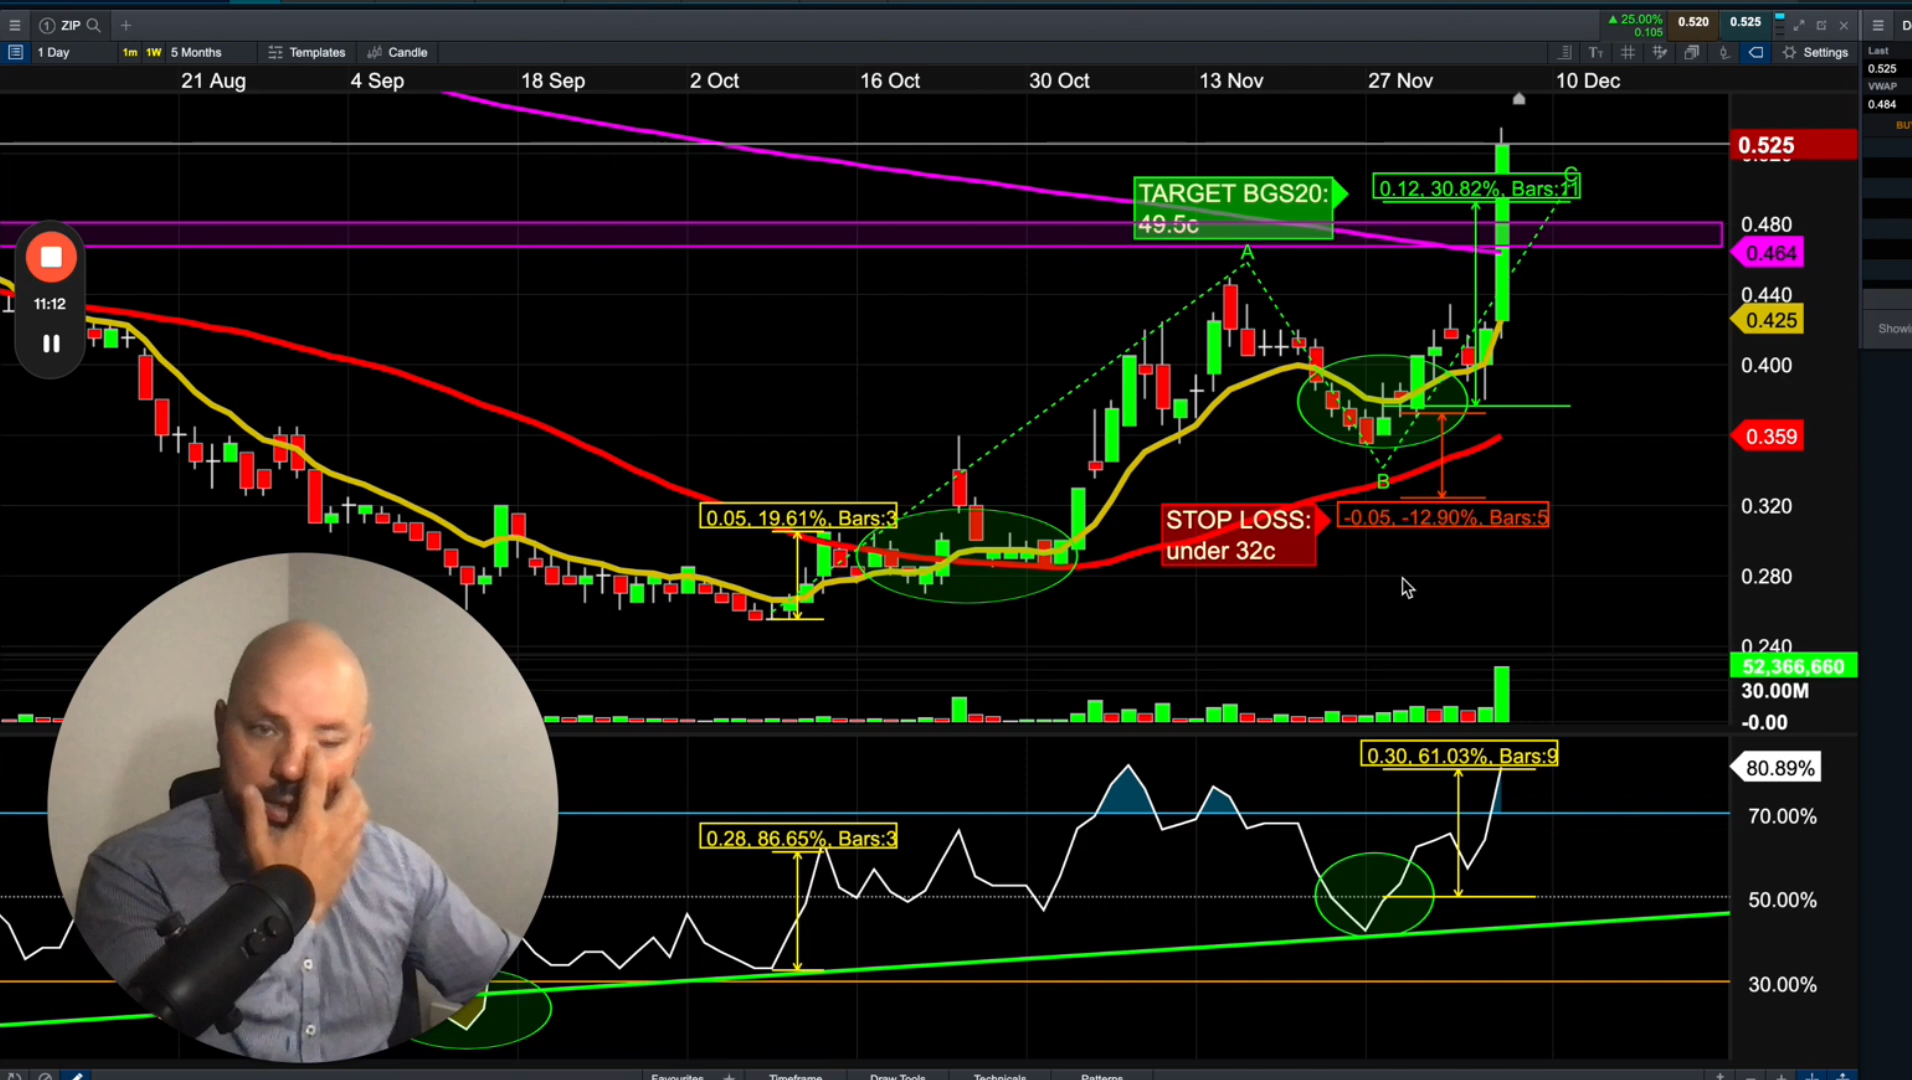 1 ZIP
25.00%
0.105
0.520
0.525
1 Day
1m
1W
5 Months
Templates
Candle
Settings
Last
0.525
VWAP
0.484
21 Aug
4 Sep
18 Sep
2 Oct
16 Oct
30 Oct
13 Nov
27 Nov
10 Dec
0.525
TARGET BGS20:
49.5c
0.12, 30.82%, Bars:11
C
0.480
0.464
A
0.440
0.425
0.400
0.359
B
0.05, 19.61%, Bars:3
STOP LOSS:
under 32c
-0.05, -12.90%, Bars:5
0.320
0.280
0.240
52,366,660
30.00M
-0.00
11:12
0.30, 61.03%, Bars:9
80.89%
70.00%
0.28, 86.65%, Bars:3
50.00%
30.00%
Favourites
Timeframe
Draw Tools
Technicals
Patterns